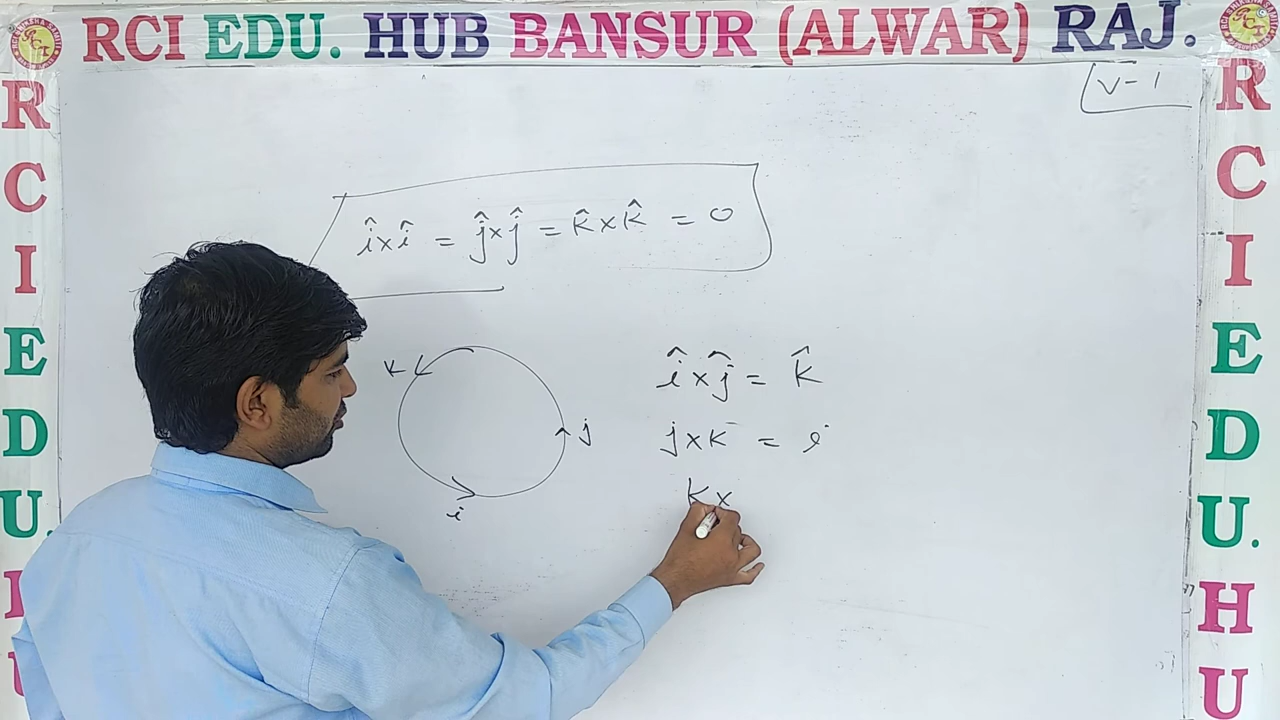 RCI EDU. HUB BANSUR (ALWAR) RAJ.
V-1
î×î = ĵ×ĵ = k̂×k̂ = 0
î×ĵ = k̂
j×k = i
k×
k
j
i
R
C
I
E
D
U.
R
C
I
E
D
U.
H
U